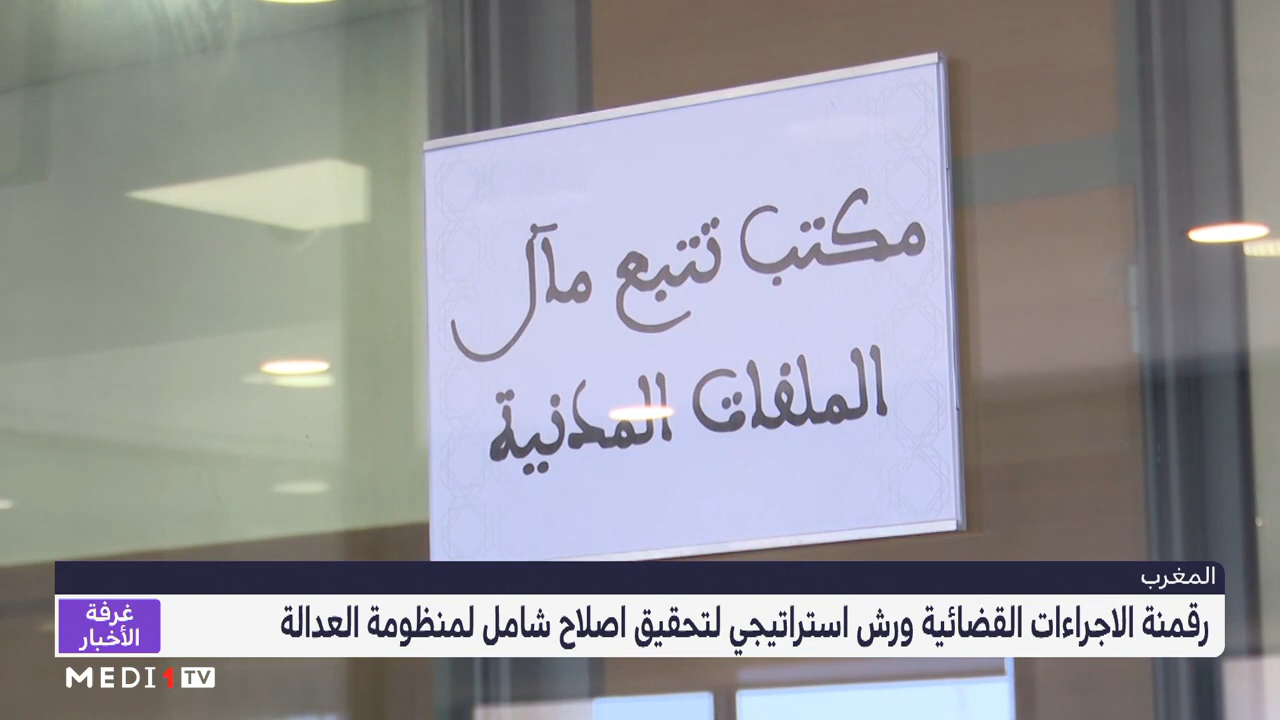 مكتب تتبع مآل
الملفات المدنية
المغرب
رقمنة الاجراءات القضائية ورش استراتيجي لتحقيق اصلاح شامل لمنظومة العدالة
غرفة
الأخبار
MEDI1TV